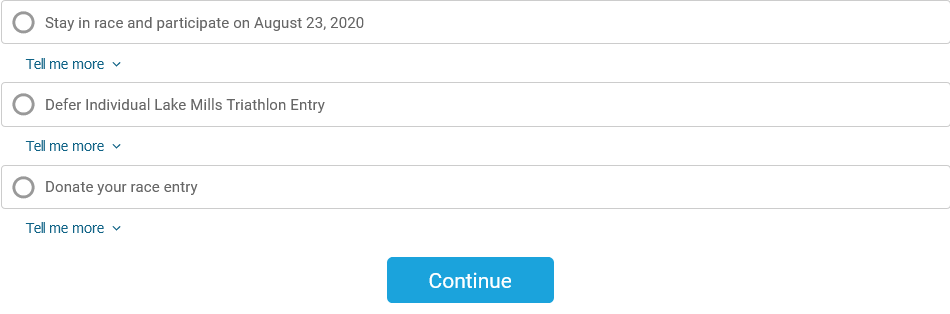 Stay in race and participate on August 23, 2020
Tell me more
Defer Individual Lake Mills Triathlon Entry
Tell me more
Donate your race entry
Tell me more
Continue